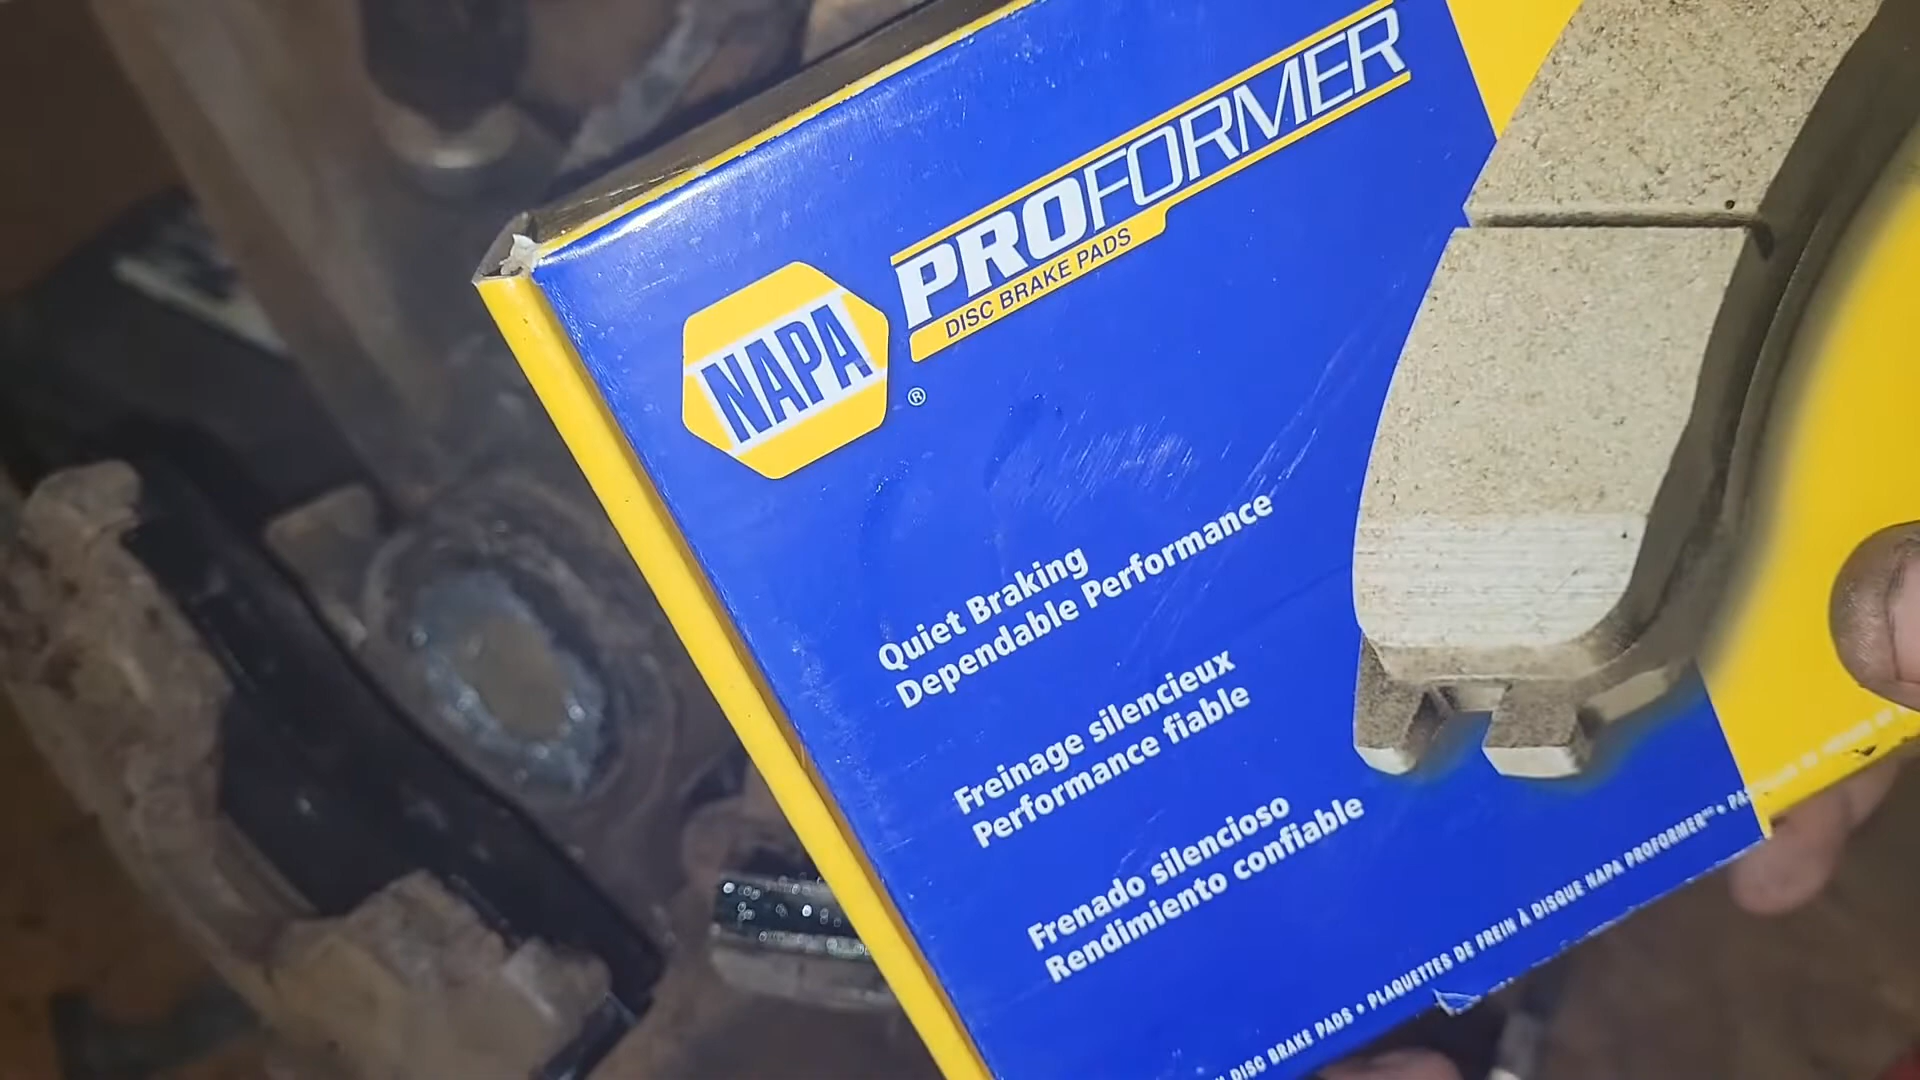 PROFORMER
DISC BRAKE PADS
NAPA
®
Quiet Braking
Dependable Performance
Freinage silencieux
Performance fiable
Frenado silencioso
Rendimiento confiable
DISC BRAKE PADS • PLAQUETTES DE FREIN À DISQUE NAPA PROFORMER™ •